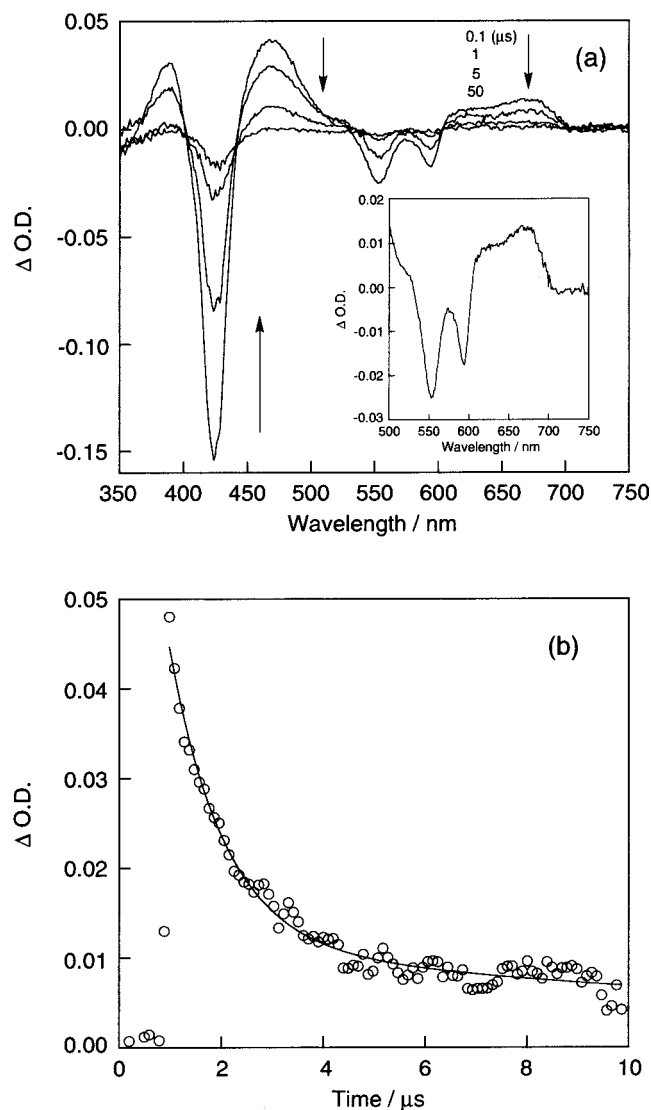 (a)
0.1 (μs)
1
5
50
0.05
0.00
-0.05
-0.10
-0.15
Δ O.D.
350 400 450 500 550 600 650 700 750
Wavelength / nm
0.02
0.01
0.00
-0.01
-0.02
-0.03
Δ O.D.
500 550 600 650 700 750
Wavelength / nm
(b)
0.05
0.04
0.03
0.02
0.01
0.00
Δ O.D.
0 2 4 6 8 10
Time / μs